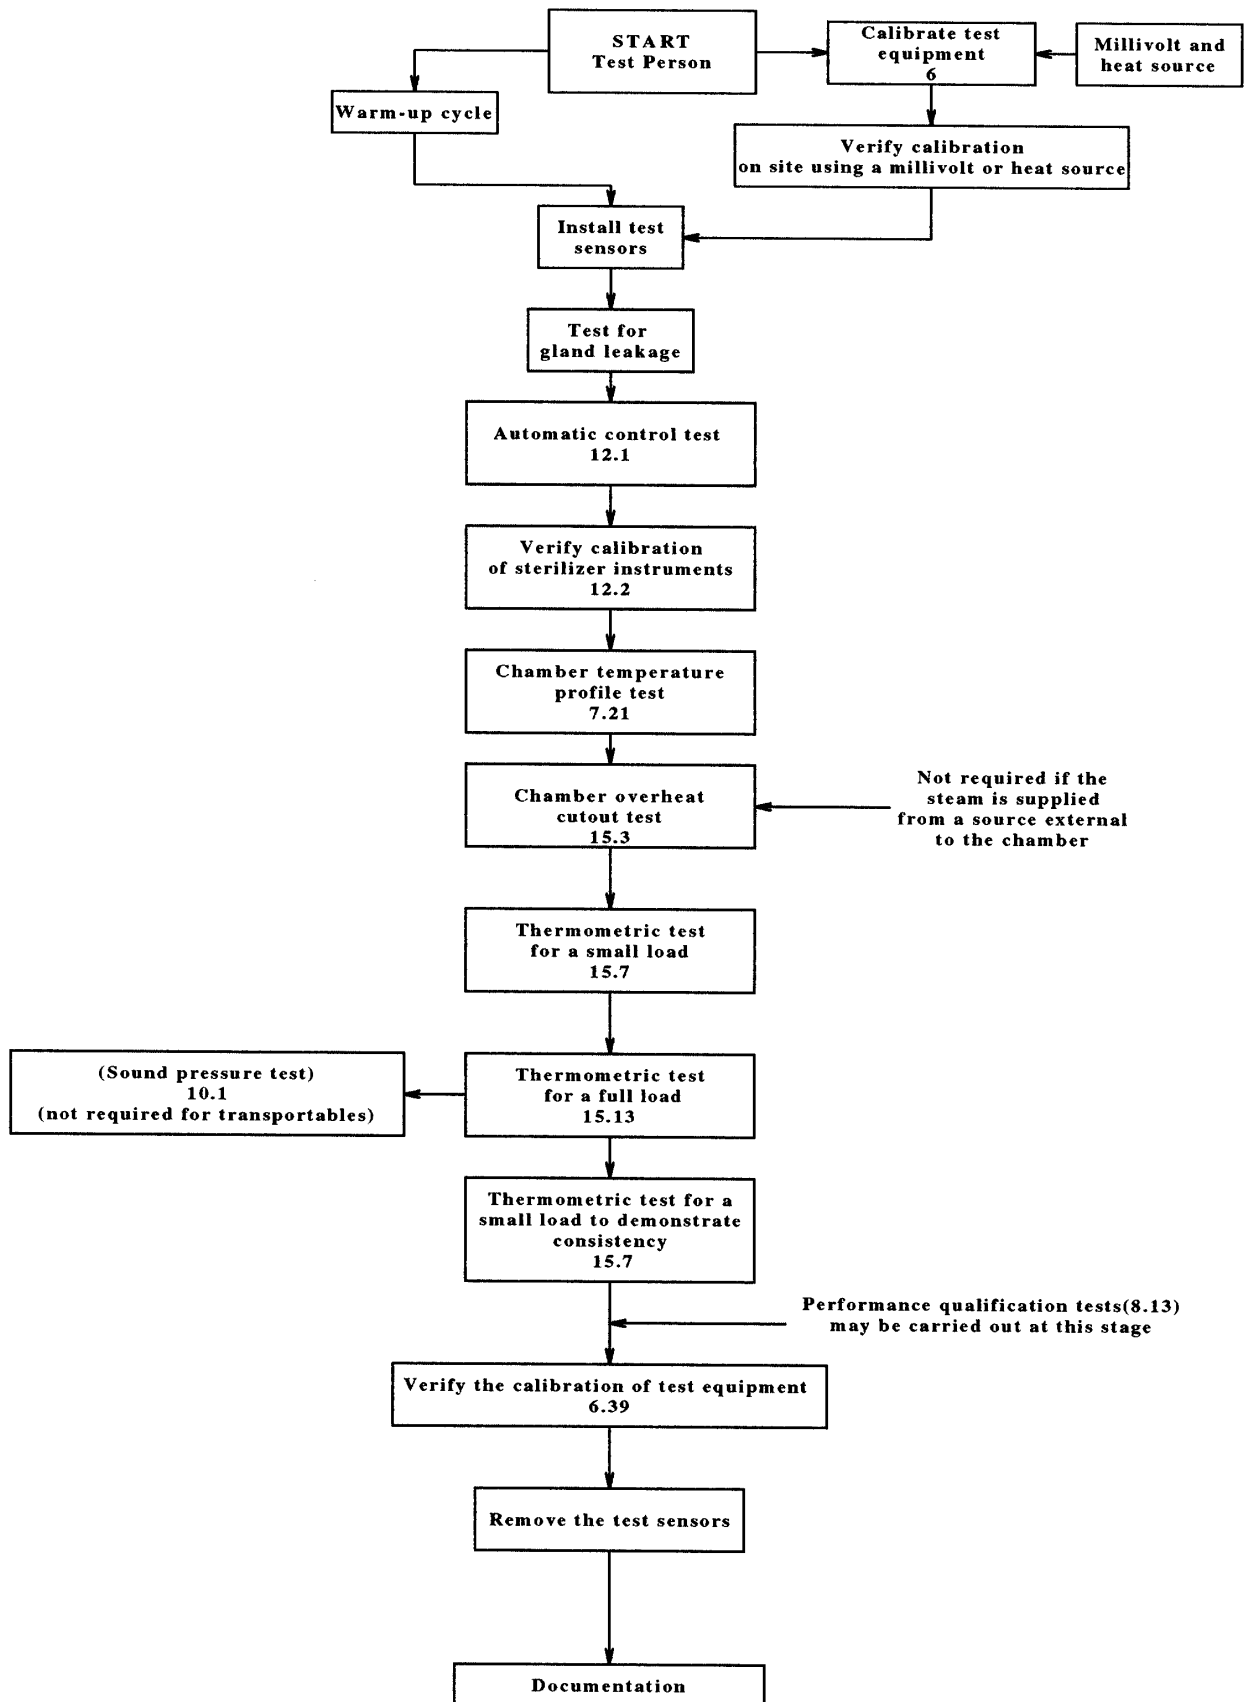 START
Test Person
Calibrate test
equipment
6
Millivolt and
heat source
Warm-up cycle
Verify calibration
on site using a millivolt or heat source
Install test
sensors
Test for
gland leakage
Automatic control test
12.1
Verify calibration
of sterilizer instruments
12.2
Chamber temperature
profile test
7.21
Chamber overheat
cutout test
15.3
Not required if the
steam is supplied
from a source external
to the chamber
Thermometric test
for a small load
15.7
(Sound pressure test)
10.1
(not required for transportables)
Thermometric test
for a full load
15.13
Thermometric test for a
small load to demonstrate
consistency
15.7
Performance qualification tests(8.13)
may be carried out at this stage
Verify the calibration of test equipment
6.39
Remove the test sensors
Documentation